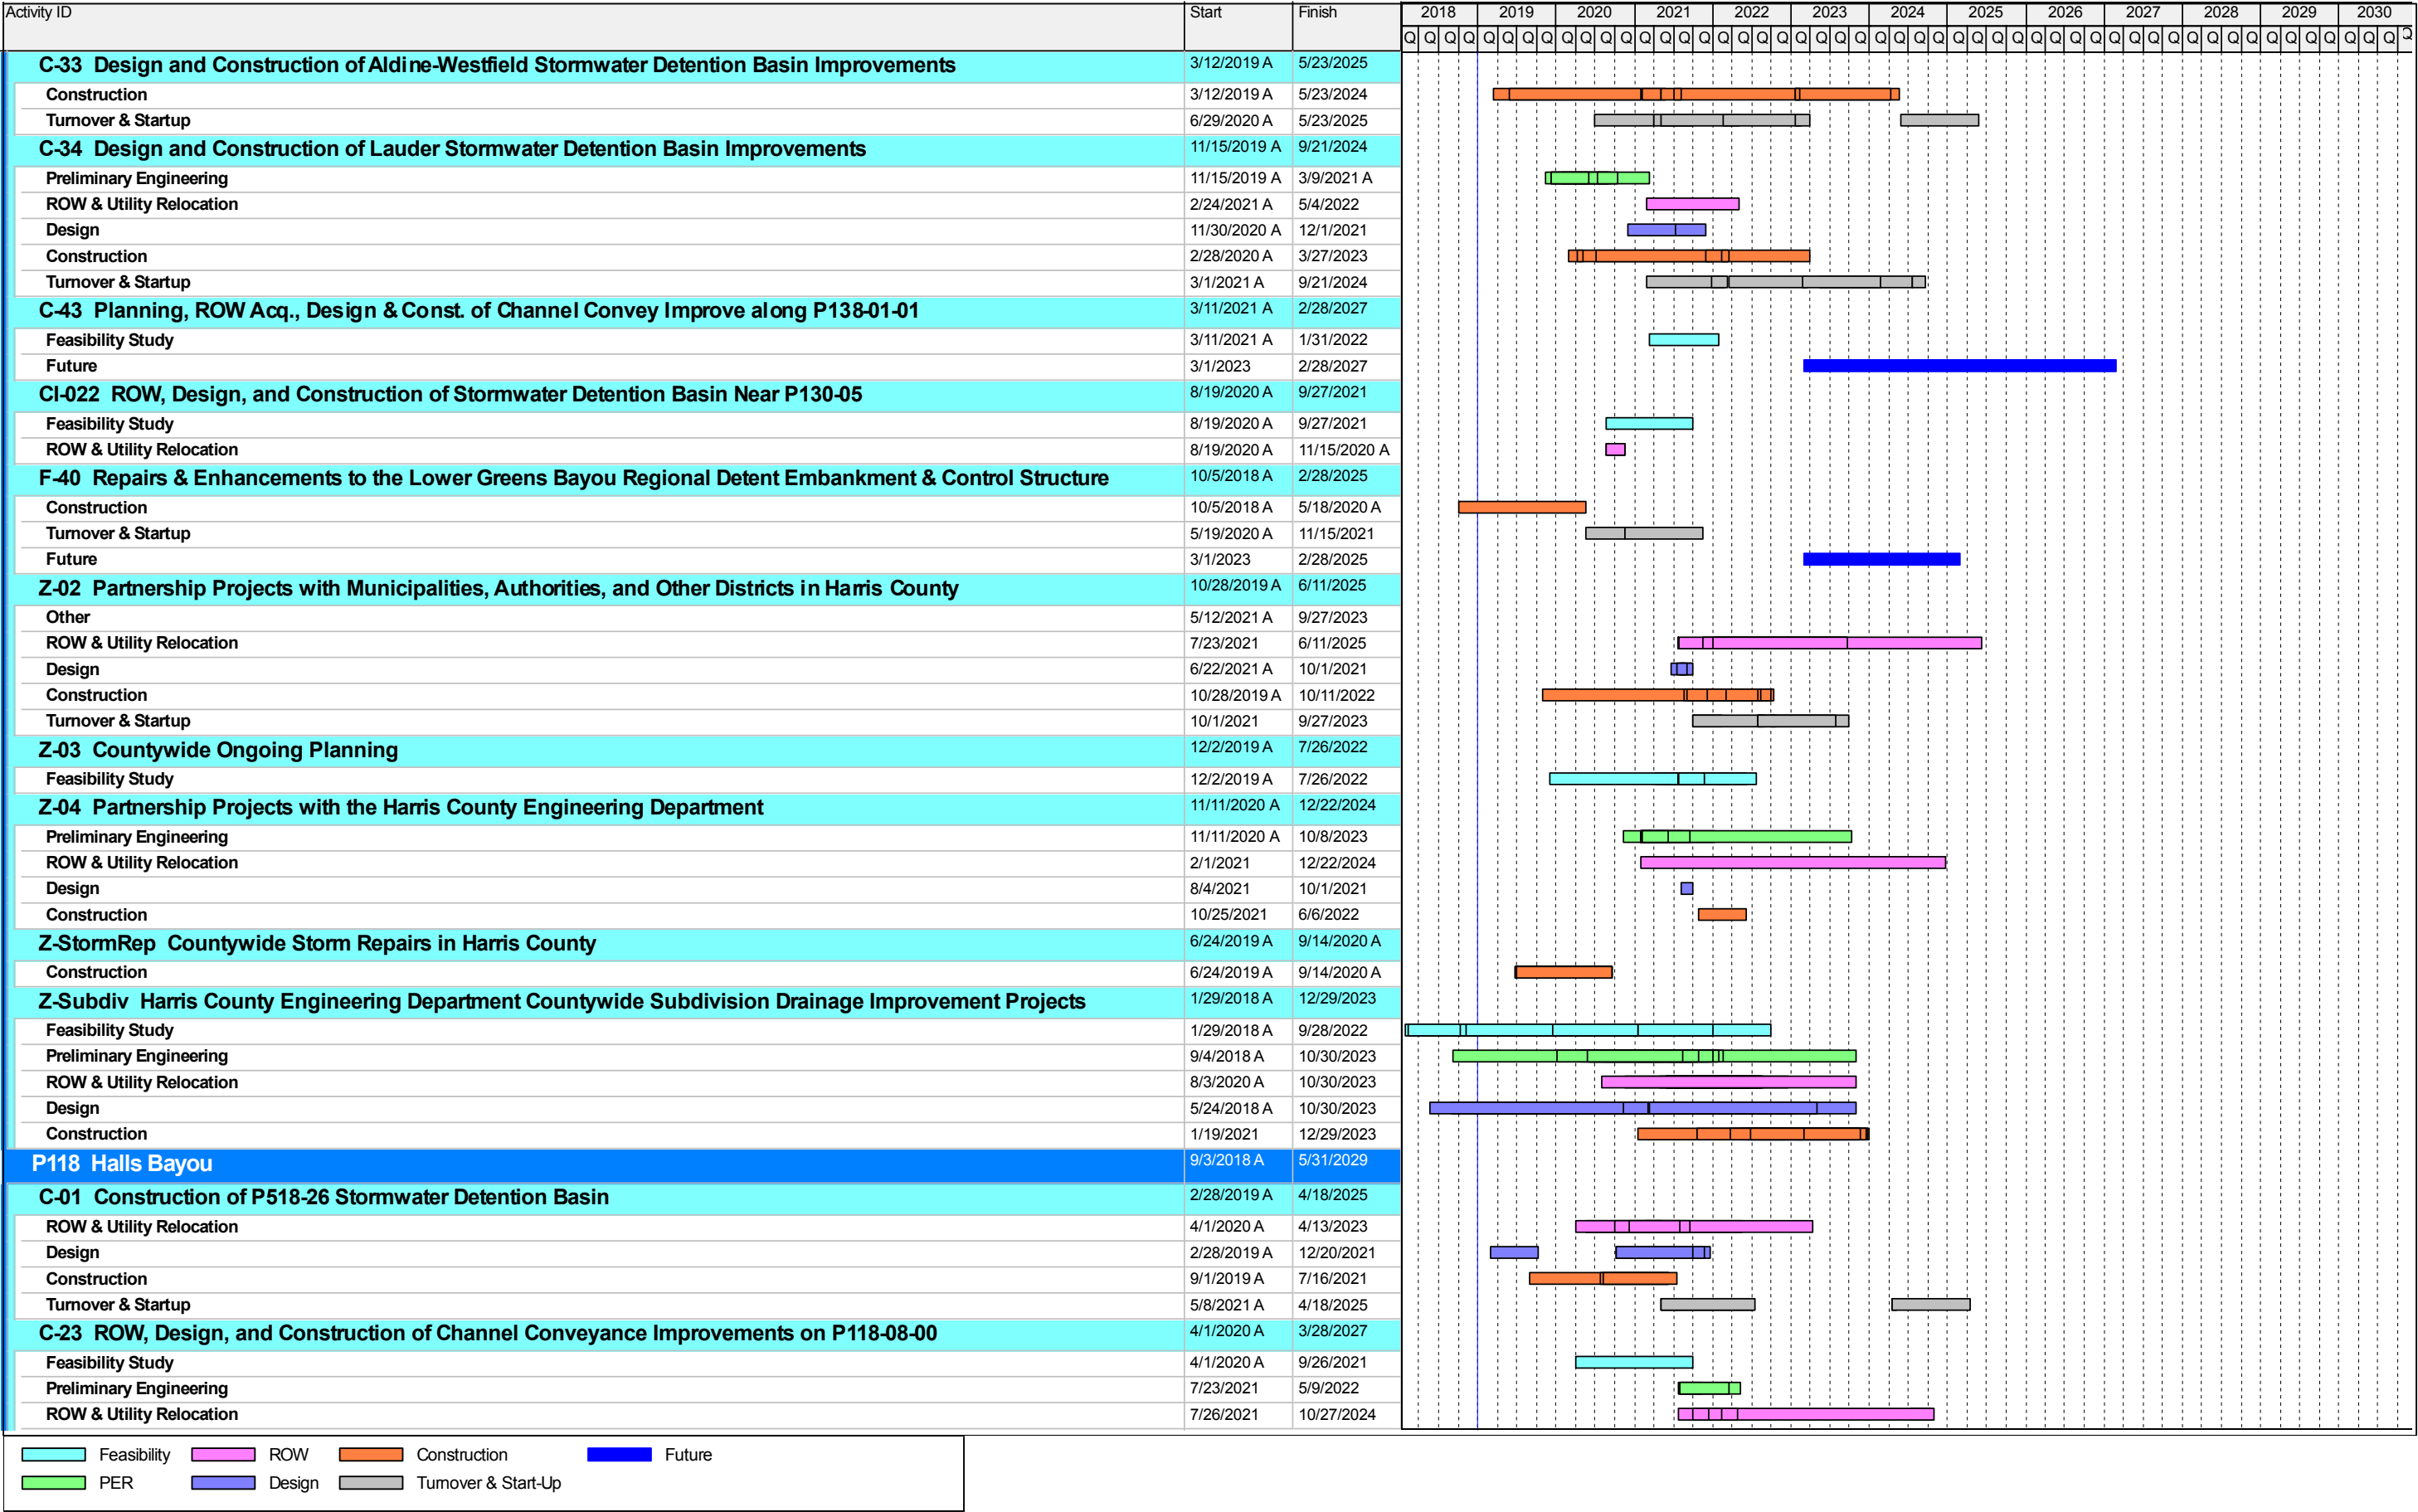 Activity ID Start Finish 2018 2019 2020 2021 2022 2023 2024 2025 2026 2027 2028 2029 2030
Q Q Q Q Q Q Q Q Q Q Q Q Q Q Q Q Q Q Q Q Q Q Q Q Q Q Q Q Q Q Q Q Q Q Q Q Q Q Q Q Q Q Q Q Q Q Q Q Q Q Q Q
C-33 Design and Construction of Aldine-Westfield Stormwater Detention Basin Improvements 3/12/2019 A 5/23/2025
Construction 3/12/2019 A 5/23/2024
Turnover & Startup 6/29/2020 A 5/23/2025
C-34 Design and Construction of Lauder Stormwater Detention Basin Improvements 11/15/2019 A 9/21/2024
Preliminary Engineering 11/15/2019 A 3/9/2021 A
ROW & Utility Relocation 2/24/2021 A 5/4/2022
Design 11/30/2020 A 12/1/2021
Construction 2/28/2020 A 3/27/2023
Turnover & Startup 3/1/2021 A 9/21/2024
C-43 Planning, ROW Acq., Design & Const. of Channel Convey Improve along P138-01-01 3/11/2021 A 2/28/2027
Feasibility Study 3/11/2021 A 1/31/2022
Future 3/1/2023 2/28/2027
CI-022 ROW, Design, and Construction of Stormwater Detention Basin Near P130-05 8/19/2020 A 9/27/2021
Feasibility Study 8/19/2020 A 9/27/2021
ROW & Utility Relocation 8/19/2020 A 11/15/2020 A
F-40 Repairs & Enhancements to the Lower Greens Bayou Regional Detent Embankment & Control Structure 10/5/2018 A 2/28/2025
Construction 10/5/2018 A 5/18/2020 A
Turnover & Startup 5/19/2020 A 11/15/2021
Future 3/1/2023 2/28/2025
Z-02 Partnership Projects with Municipalities, Authorities, and Other Districts in Harris County 10/28/2019 A 6/11/2025
Other 5/12/2021 A 9/27/2023
ROW & Utility Relocation 7/23/2021 6/11/2025
Design 6/22/2021 A 10/1/2021
Construction 10/28/2019 A 10/11/2022
Turnover & Startup 10/1/2021 9/27/2023
Z-03 Countywide Ongoing Planning 12/2/2019 A 7/26/2022
Feasibility Study 12/2/2019 A 7/26/2022
Z-04 Partnership Projects with the Harris County Engineering Department 11/11/2020 A 12/22/2024
Preliminary Engineering 11/11/2020 A 10/8/2023
ROW & Utility Relocation 2/1/2021 12/22/2024
Design 8/4/2021 10/1/2021
Construction 10/25/2021 6/6/2022
Z-StormRep Countywide Storm Repairs in Harris County 6/24/2019 A 9/14/2020 A
Construction 6/24/2019 A 9/14/2020 A
Z-Subdiv Harris County Engineering Department Countywide Subdivision Drainage Improvement Projects 1/29/2018 A 12/29/2023
Feasibility Study 1/29/2018 A 9/28/2022
Preliminary Engineering 9/4/2018 A 10/30/2023
ROW & Utility Relocation 8/3/2020 A 10/30/2023
Design 5/24/2018 A 10/30/2023
Construction 1/19/2021 12/29/2023
P118 Halls Bayou 9/3/2018 A 5/31/2029
C-01 Construction of P518-26 Stormwater Detention Basin 2/28/2019 A 4/18/2025
ROW & Utility Relocation 4/1/2020 A 4/13/2023
Design 2/28/2019 A 12/20/2021
Construction 9/1/2019 A 7/16/2021
Turnover & Startup 5/8/2021 A 4/18/2025
C-23 ROW, Design, and Construction of Channel Conveyance Improvements on P118-08-00 4/1/2020 A 3/28/2027
Feasibility Study 4/1/2020 A 9/26/2021
Preliminary Engineering 7/23/2021 5/9/2022
ROW & Utility Relocation 7/26/2021 10/27/2024
Feasibility ROW Construction Future
PER Design Turnover & Start-Up